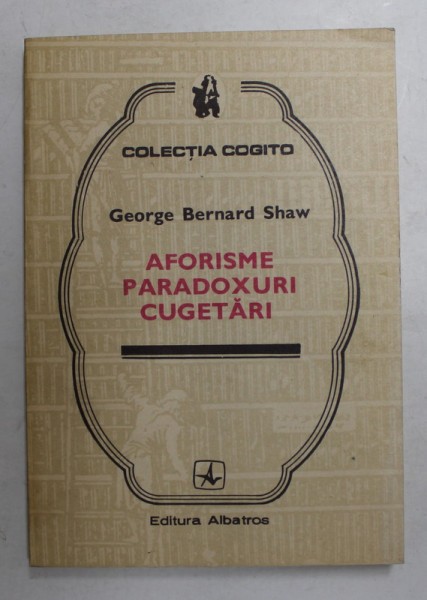 COLECȚIA COGITO
George Bernard Shaw
AFORISME
PARADOXURI
CUGETĂRI
Editura Albatros